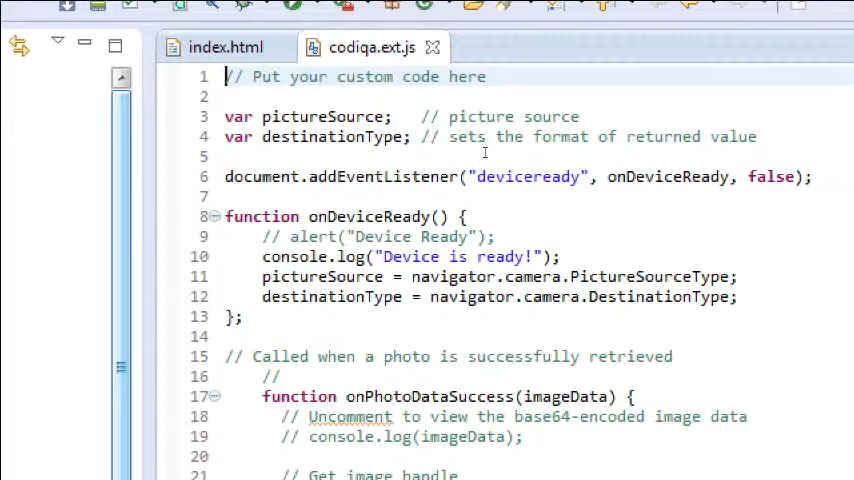 index.html
codiqa.ext.js
1 // Put your custom code here
2
3 var pictureSource;   // picture source
4 var destinationType; // sets the format of returned value
5
6 document.addEventListener("deviceready", onDeviceReady, false);
7
8 function onDeviceReady() {
9     // alert("Device Ready");
10     console.log("Device is ready!");
11     pictureSource = navigator.camera.PictureSourceType;
12     destinationType = navigator.camera.DestinationType;
13 };
14
15 // Called when a photo is successfully retrieved
16     //
17     function onPhotoDataSuccess(imageData) {
18       // Uncomment to view the base64-encoded image data
19       // console.log(imageData);
20
21       // Get image handle